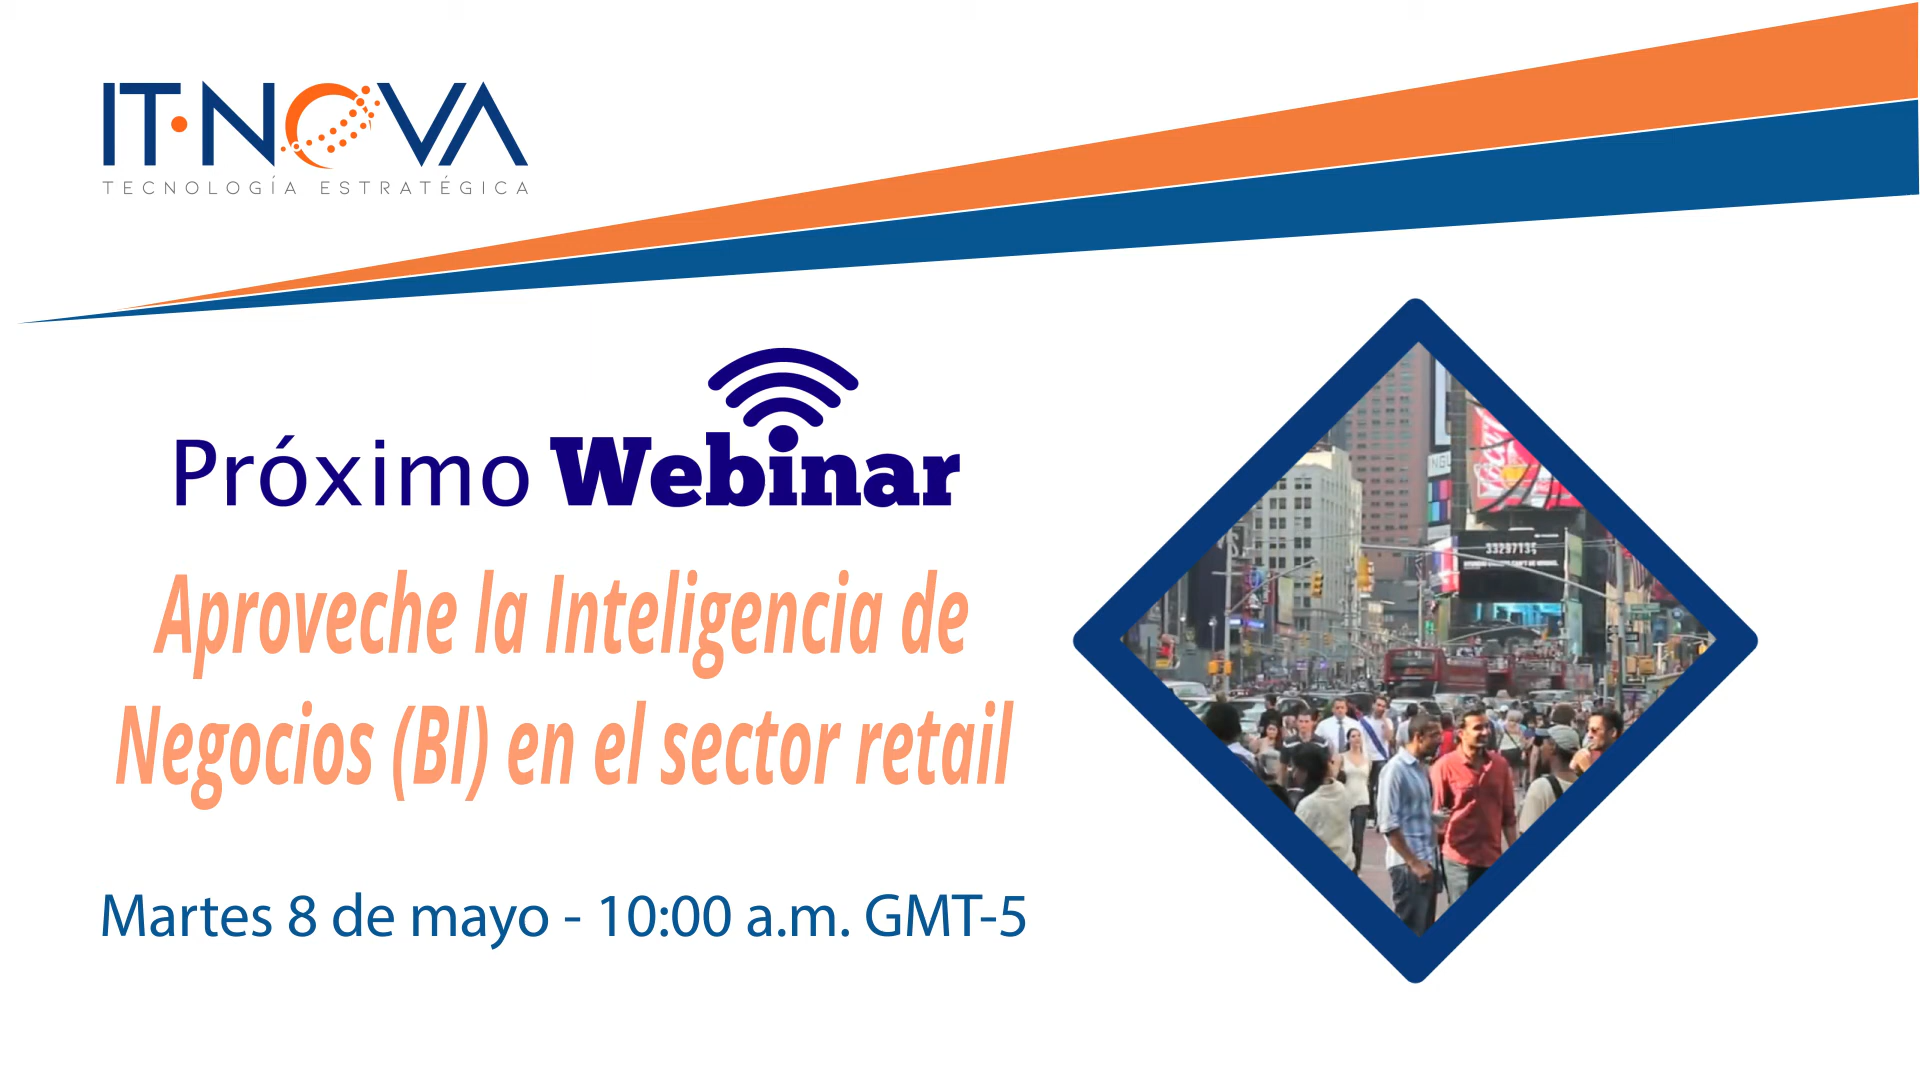 IT·NOVA
TECNOLOGÍA ESTRATÉGICA
Próximo Webinar
Aproveche la Inteligencia de
Negocios (BI) en el sector retail
Martes 8 de mayo - 10:00 a.m. GMT-5